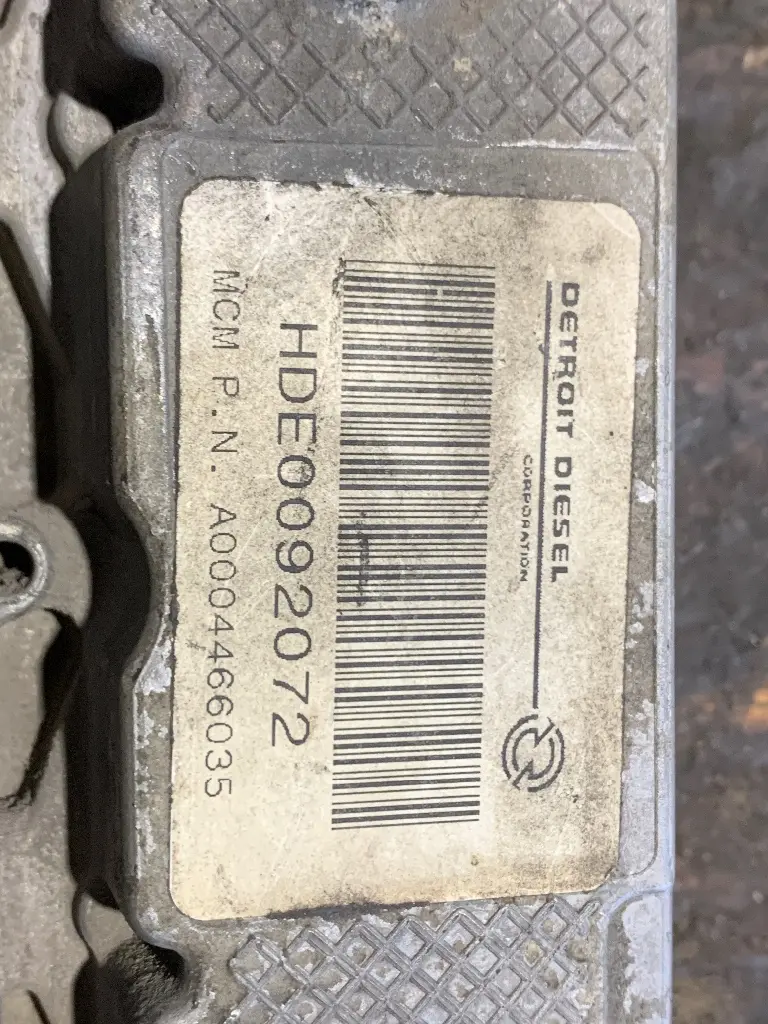 DETROIT DIESEL
CORPORATION
HDE0092072
MCM P.N. A0004466035